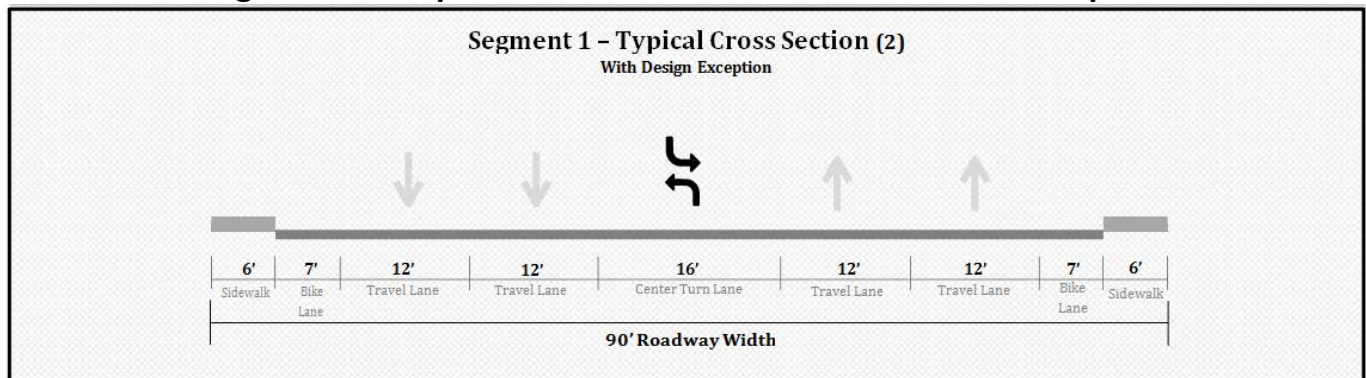 Segment 1 – Typical Cross Section (2)
With Design Exception
6’ 7’ 12’ 12’ 16’ 12’ 12’ 7’ 6’
Sidewalk Bike Lane Travel Lane Travel Lane Center Turn Lane Travel Lane Travel Lane Bike Lane Sidewalk
90’ Roadway Width